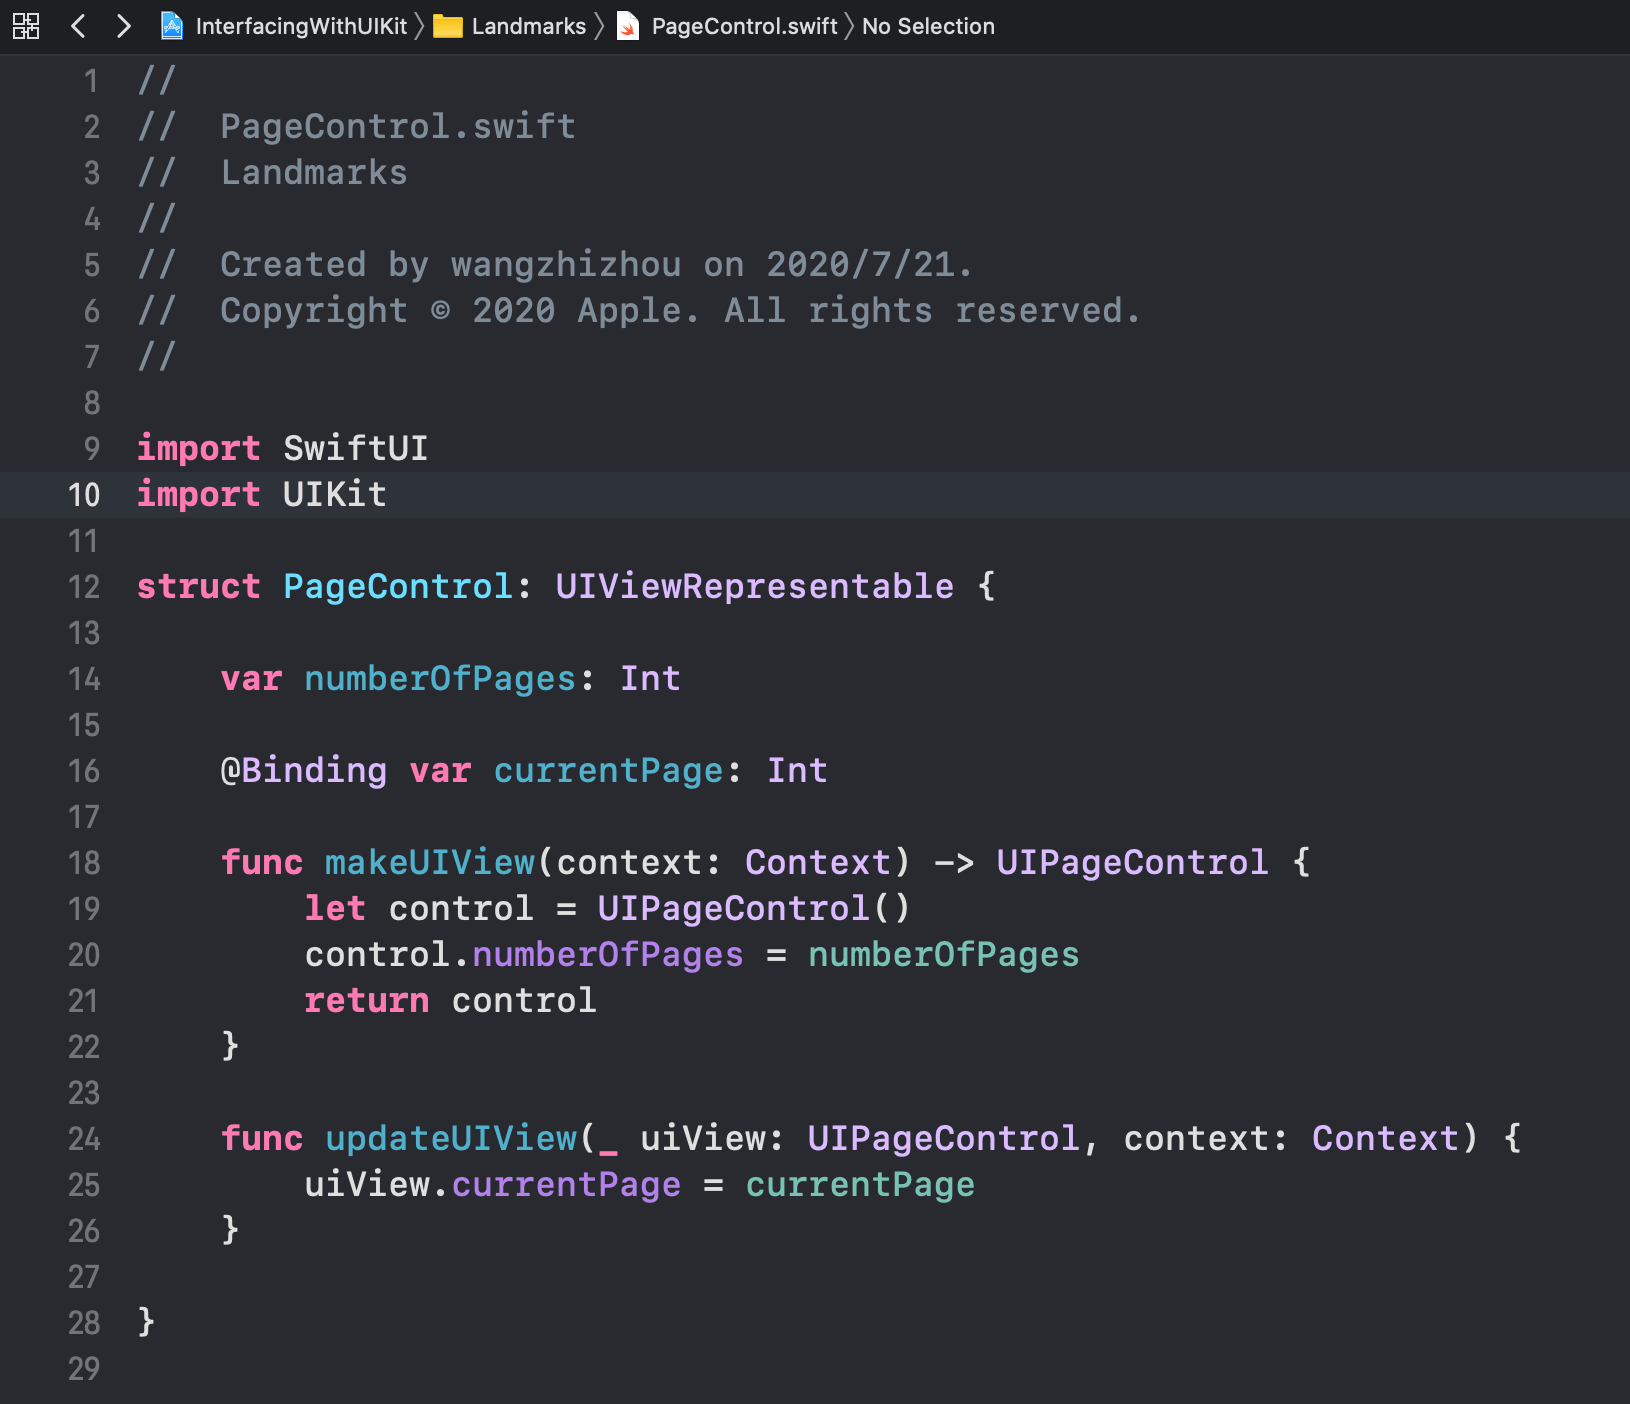 InterfacingWithUIKit 〉 Landmarks 〉 PageControl.swift 〉 No Selection
1 //
2 //  PageControl.swift
3 //  Landmarks
4 //
5 //  Created by wangzhizhou on 2020/7/21.
6 //  Copyright © 2020 Apple. All rights reserved.
7 //
8
9 import SwiftUI
10 import UIKit
11
12 struct PageControl: UIViewRepresentable {
13
14     var numberOfPages: Int
15
16     @Binding var currentPage: Int
17
18     func makeUIView(context: Context) -> UIPageControl {
19         let control = UIPageControl()
20         control.numberOfPages = numberOfPages
21         return control
22     }
23
24     func updateUIView(_ uiView: UIPageControl, context: Context) {
25         uiView.currentPage = currentPage
26     }
27
28 }
29